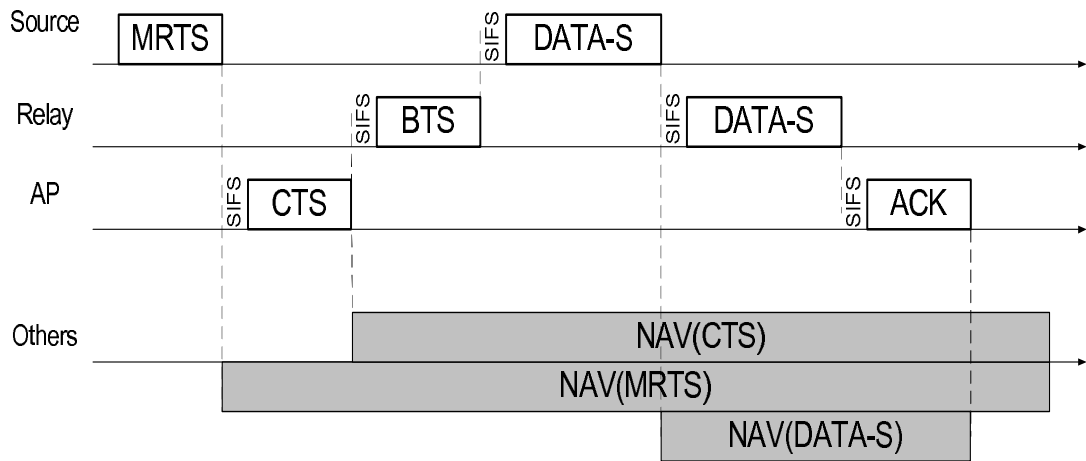 Source
MRTS
SIFS
DATA-S
Relay
SIFS
BTS
SIFS
DATA-S
AP
SIFS
CTS
SIFS
ACK
Others
NAV(CTS)
NAV(MRTS)
NAV(DATA-S)